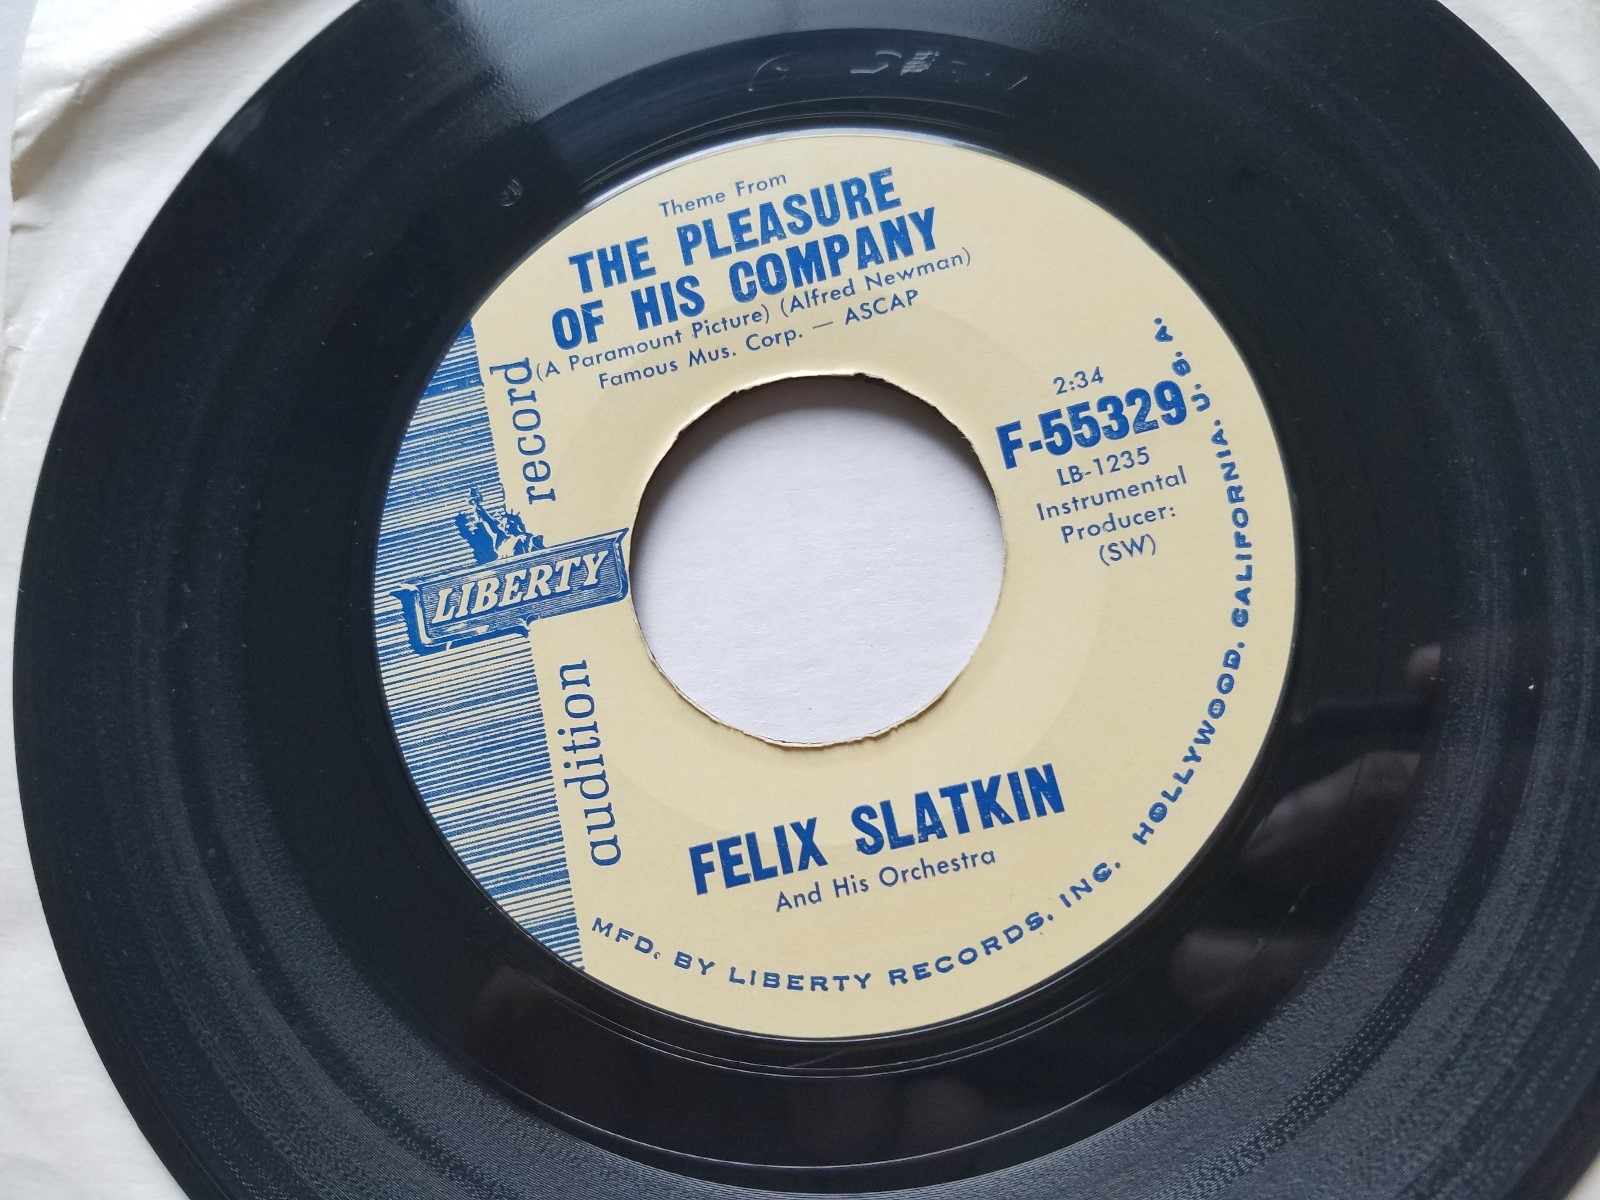 Theme From
THE PLEASURE
OF HIS COMPANY
(A Paramount Picture) (Alfred Newman)
Famous Mus. Corp. — ASCAP
2:34
F-55329
LB-1235
Instrumental
Producer:
(SW)
record
LIBERTY
audition
FELIX SLATKIN
And His Orchestra
MFD. BY LIBERTY RECORDS, INC. HOLLYWOOD, CALIFORNIA, U. S. A.